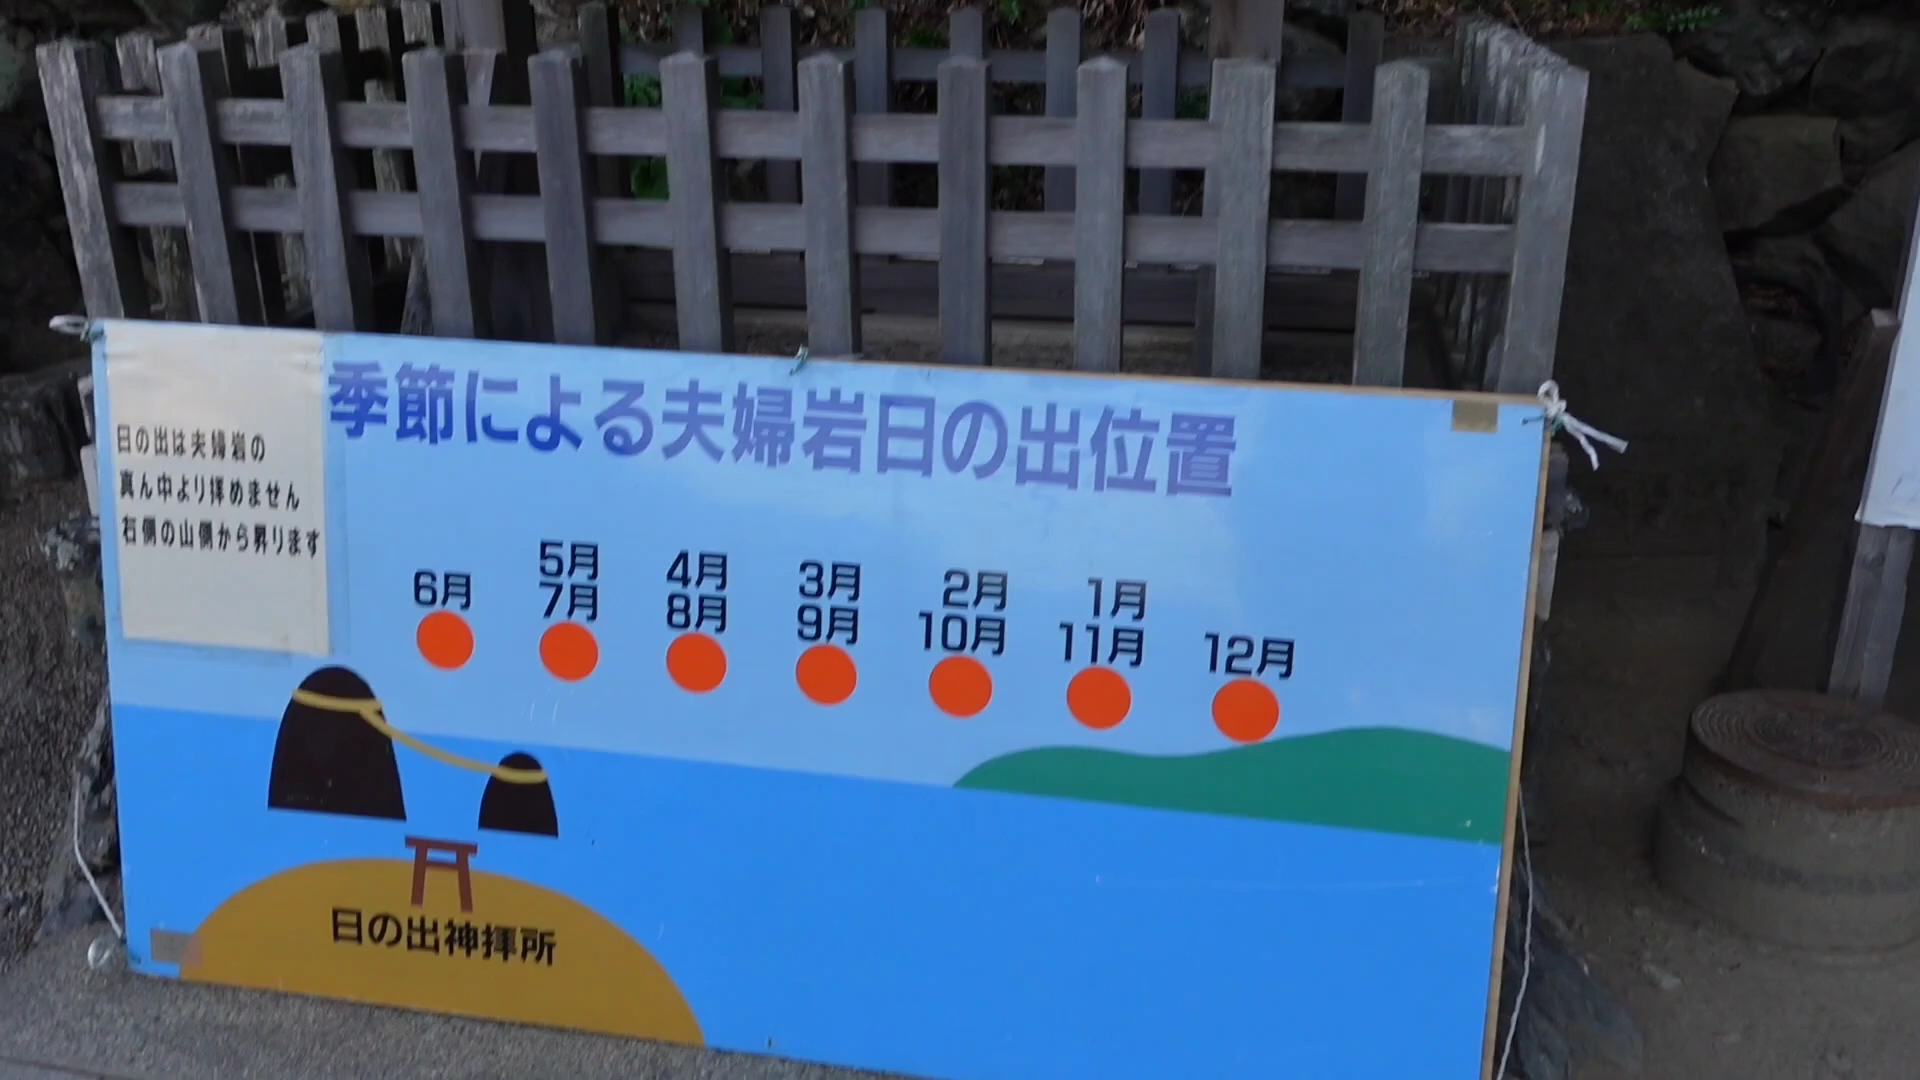 季節による夫婦岩日の出位置
日の出は夫婦岩の
真ん中より拝めません
右側の山側から昇ります
6月
5月
7月
4月
8月
3月
9月
2月
10月
1月
11月
12月
日の出神拝所